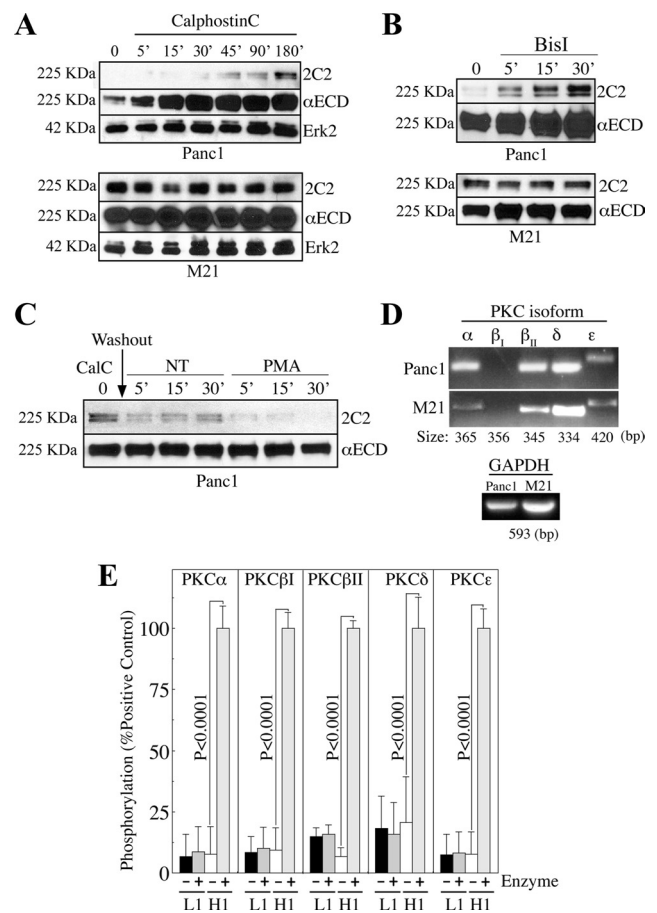 A
CalphostinC
0 5’ 15’ 30’ 45’ 90’ 180’
225 KDa 2C2
225 KDa αECD
42 KDa Erk2
Panc1
225 KDa 2C2
225 KDa αECD
42 KDa Erk2
M21
B
BisI
0 5’ 15’ 30’
225 KDa 2C2
225 KDa αECD
Panc1
225 KDa 2C2
225 KDa αECD
M21
C
Washout
CalC NT PMA
0 5’ 15’ 30’ 5’ 15’ 30’
225 KDa 2C2
225 KDa αECD
Panc1
D
PKC isoform
α βI βII δ ε
Panc1
M21
Size: 365 356 345 334 420 (bp)
GAPDH
Panc1 M21
593 (bp)
E
PKCα PKCβI PKCβII PKCδ PKCε
Phosphorylation (%Positive Control)
100
75
50
25
0
P<0.0001 P<0.0001 P<0.0001 P<0.0001 P<0.0001
− + − + − + − + − + − + − + − + − + − + Enzyme
L1 H1 L1 H1 L1 H1 L1 H1 L1 H1